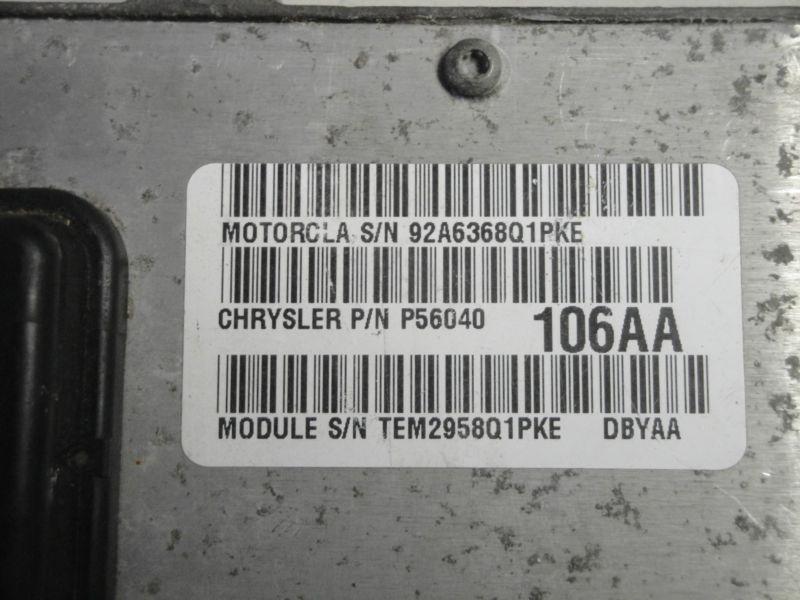 MOTOROLA S/N 92A6368Q1PKE
CHRYSLER P/N P56040 106AA
MODULE S/N TEM2958Q1PKE DBYAA